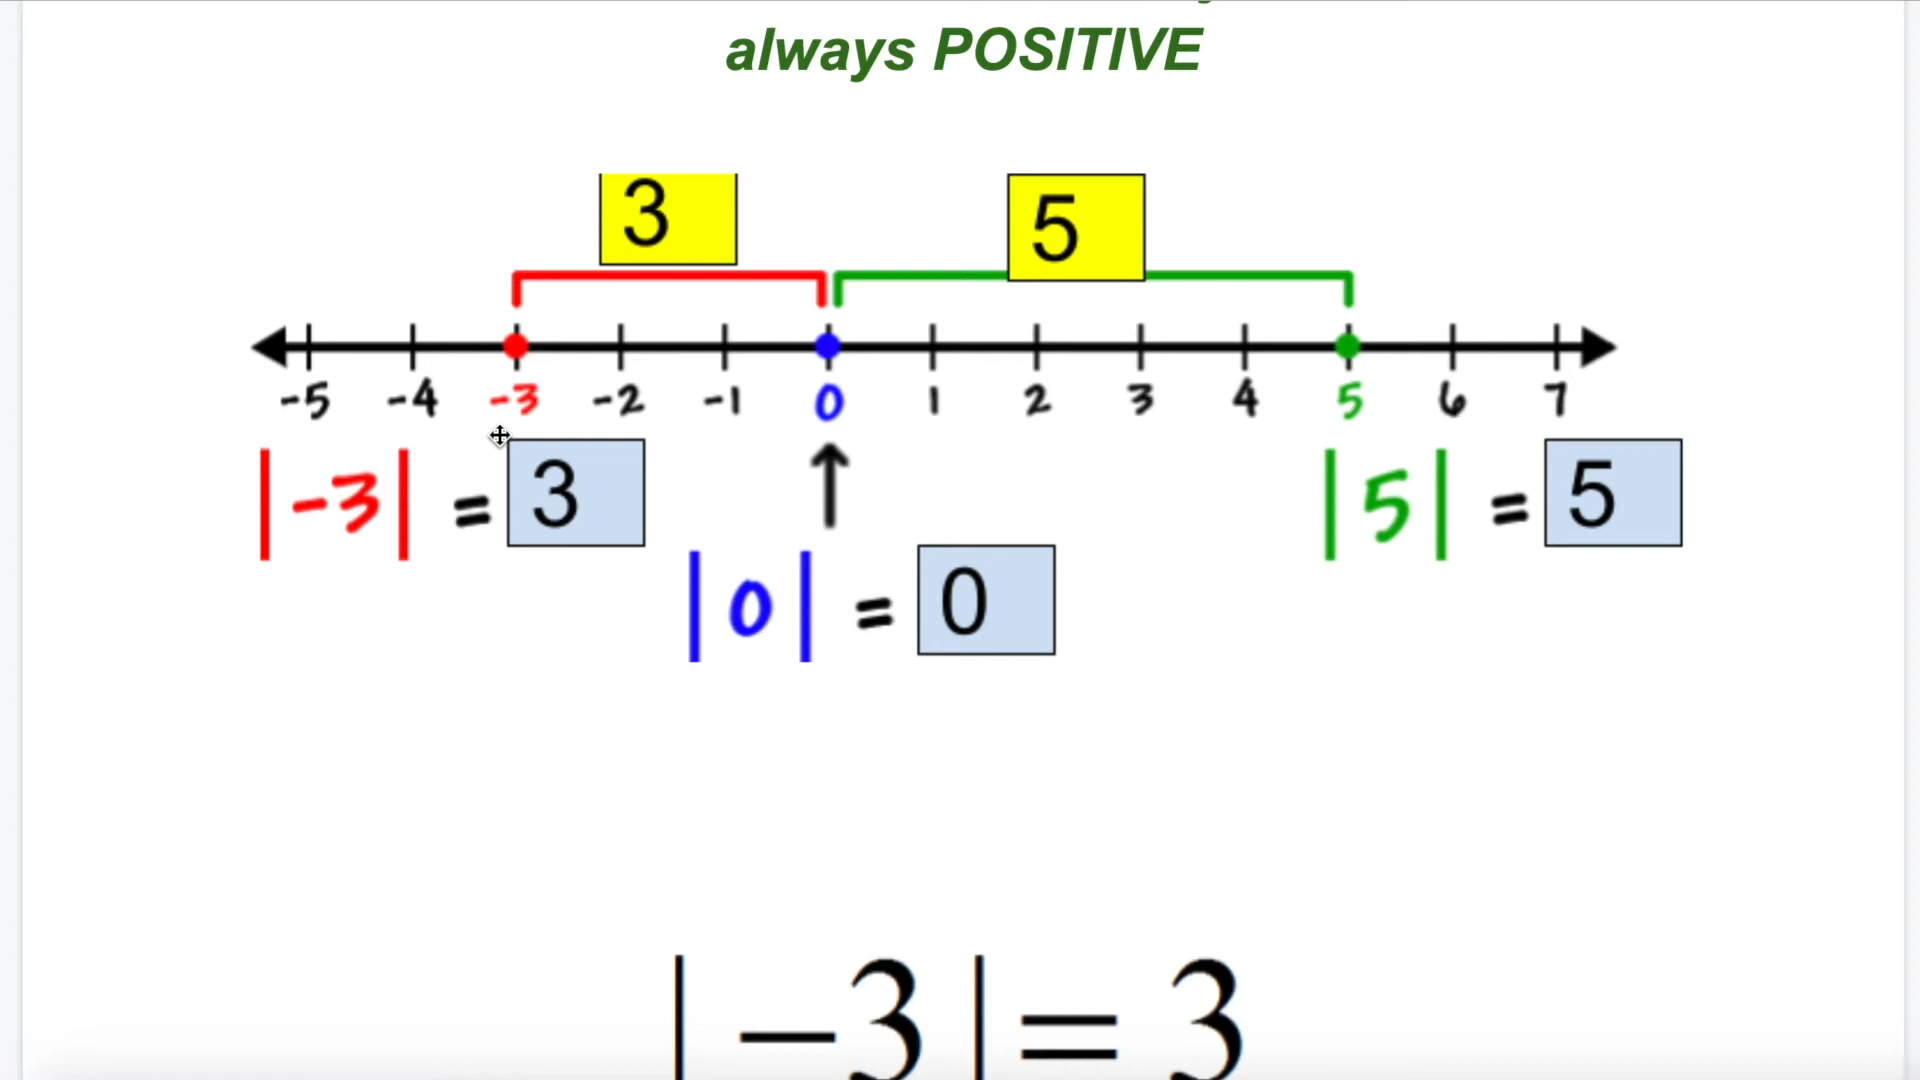 always POSITIVE
3 5
-5 -4 -3 -2 -1 0 1 2 3 4 5 6 7
|-3| = 3
|5| = 5
|0| = 0
|−3|= 3